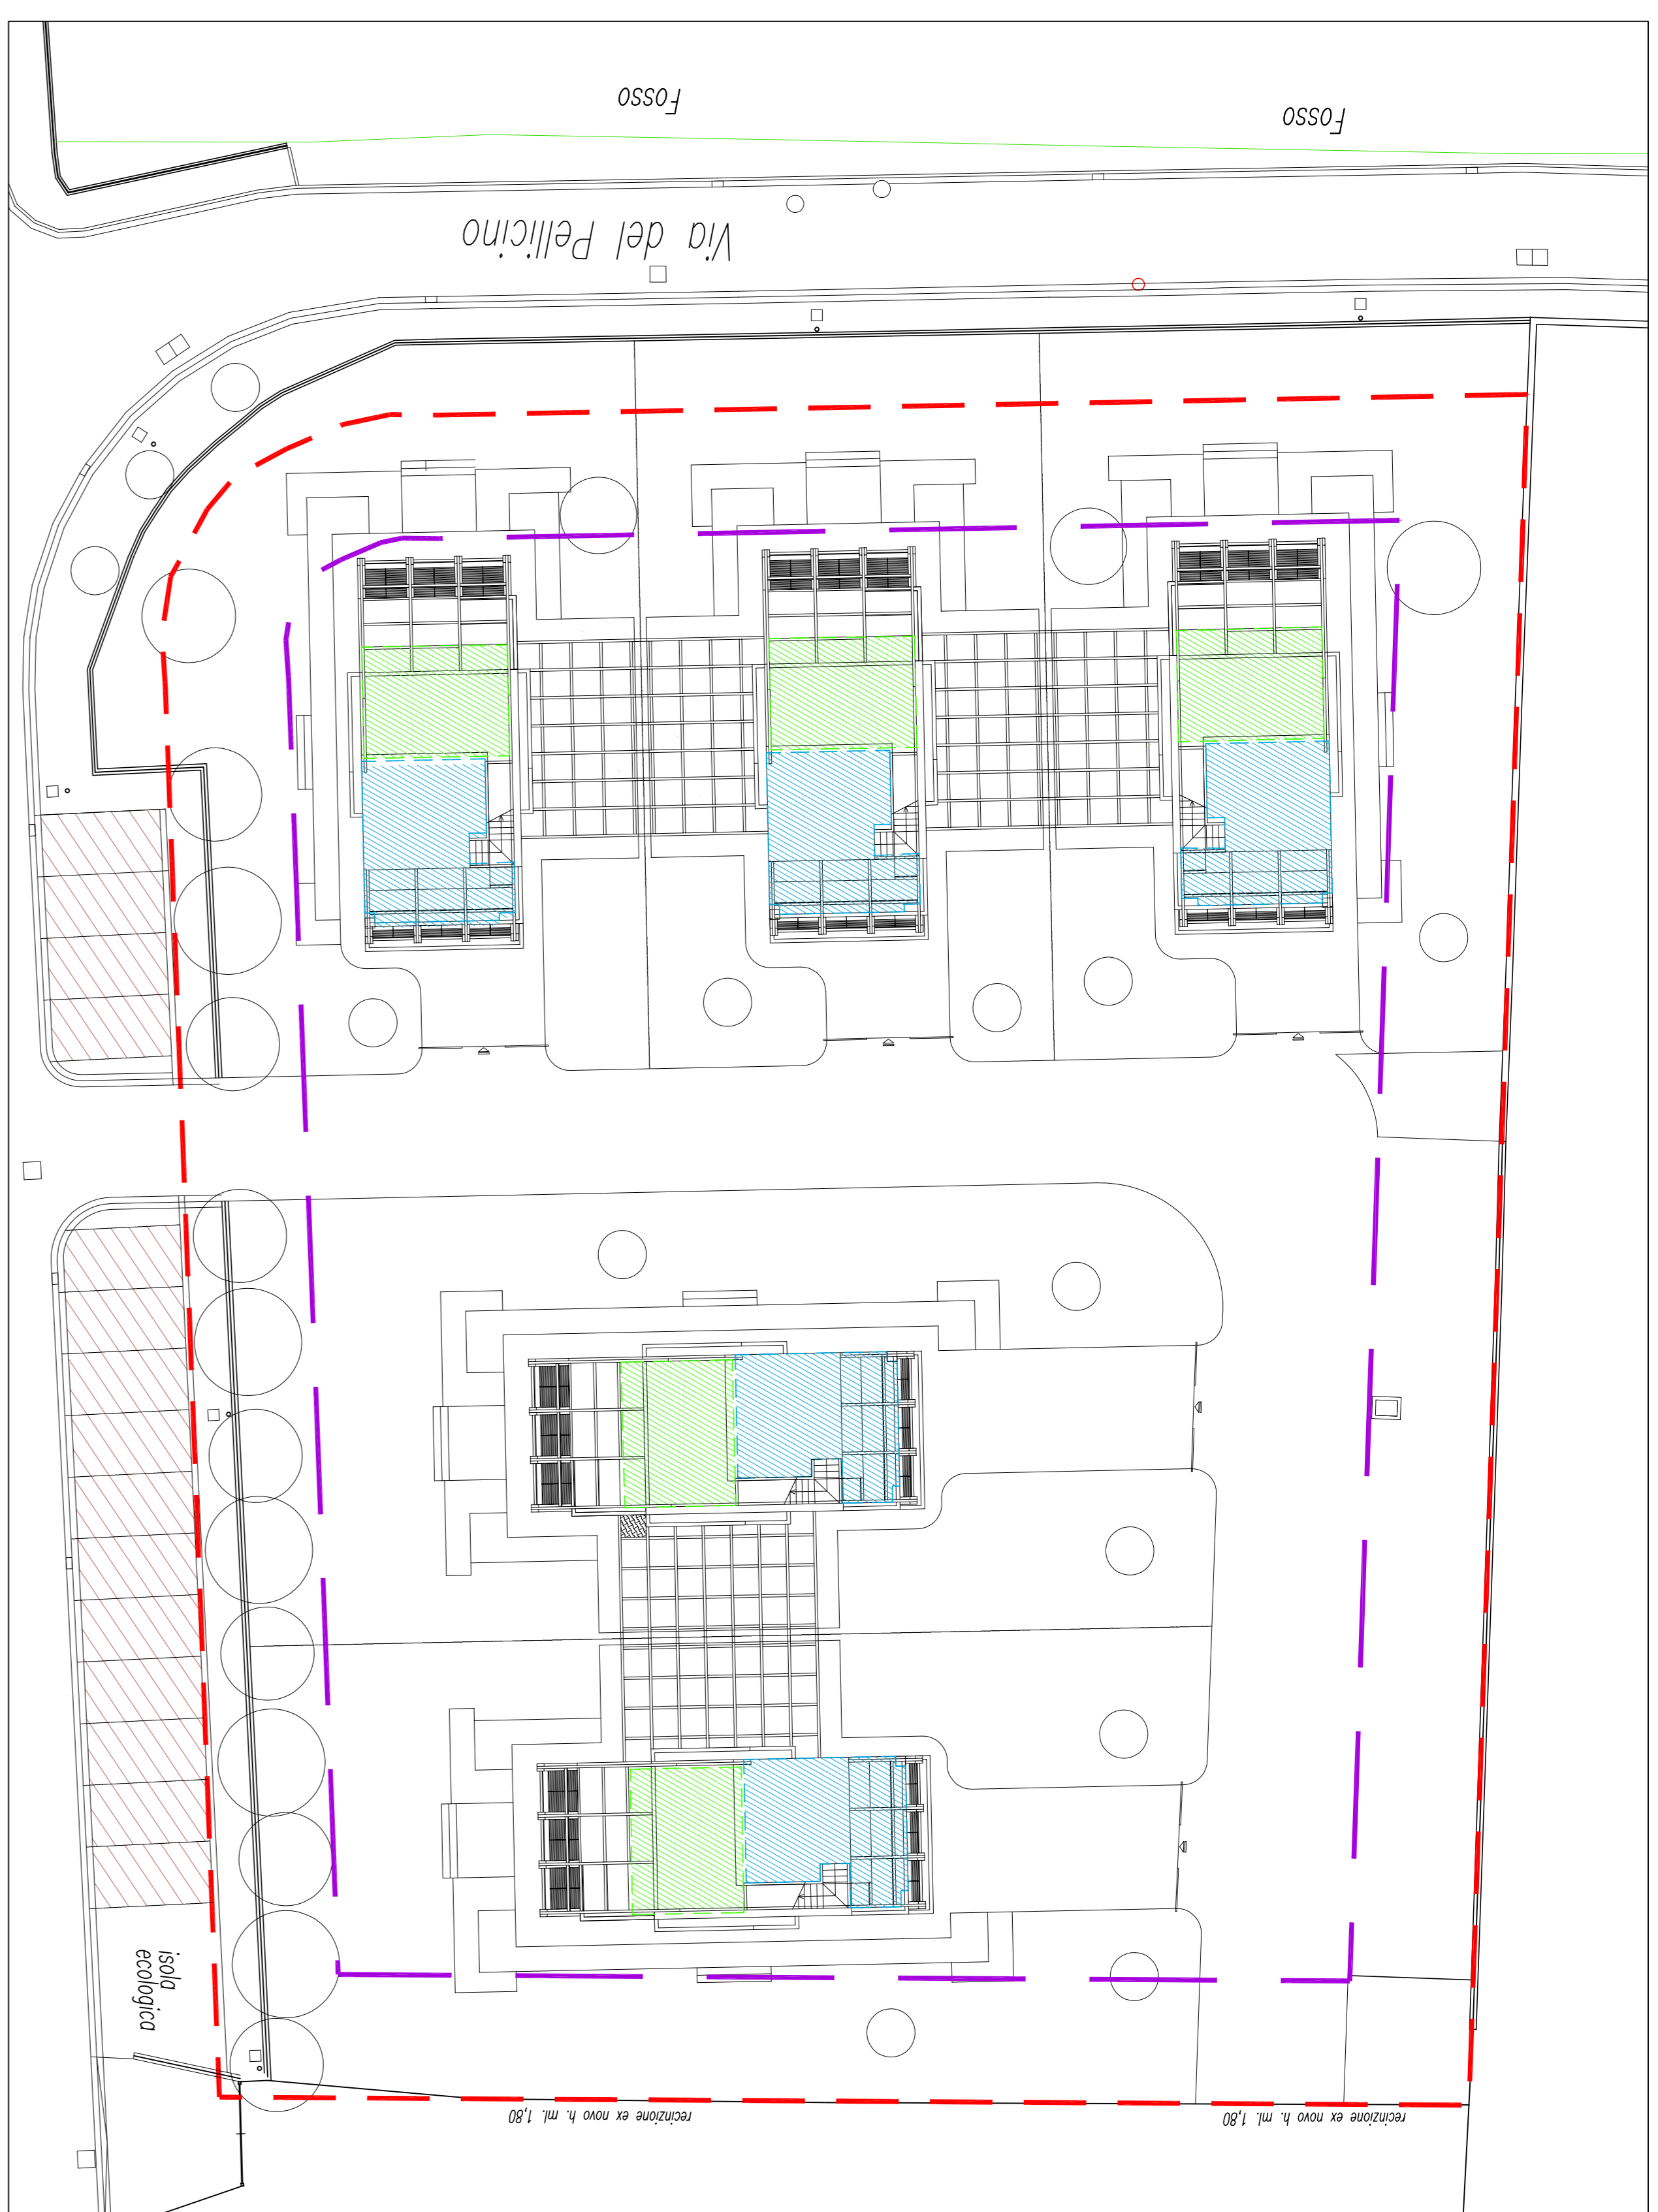 Fosso
Fosso
Via del Pellicino
isola
ecologica
recinzione ex novo h. ml. 1,80
recinzione ex novo h. ml. 1,80